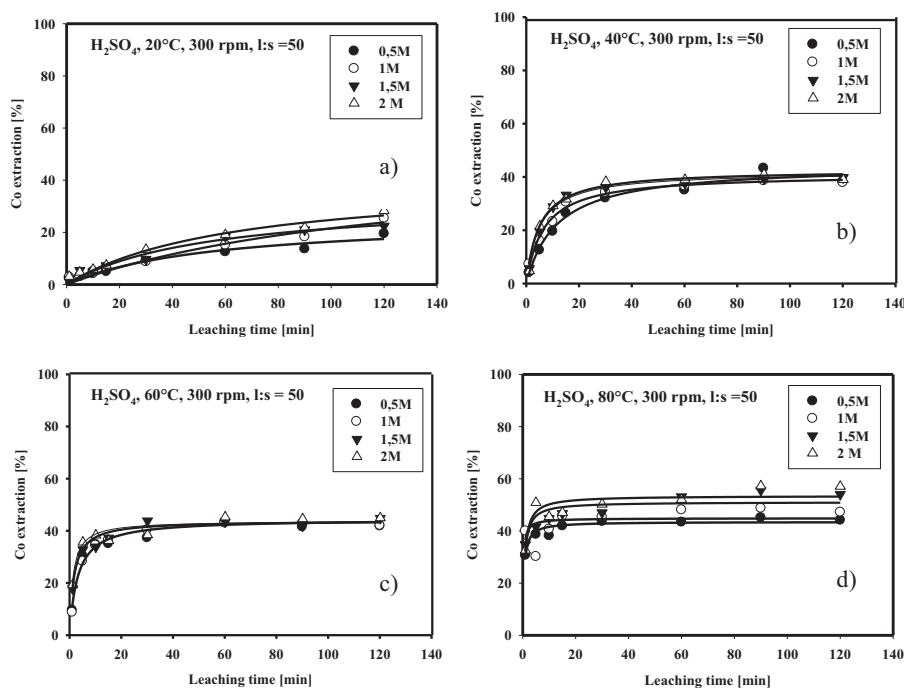 H₂SO₄, 20°C, 300 rpm, l:s =50
0,5M
1M
1,5M
2 M
a)
Co extraction [%]
100
80
60
40
20
0
0 20 40 60 80 100 120 140
Leaching time [min]
H₂SO₄, 40°C, 300 rpm, l:s =50
0,5M
1M
1,5M
2M
b)
Co extraction [%]
100
80
60
40
20
0
0 20 40 60 80 100 120 140
Leaching time [min]
H₂SO₄, 60°C, 300 rpm, l:s = 50
0,5M
1M
1,5M
2M
c)
Co extraction [%]
100
80
60
40
20
0
0 20 40 60 80 100 120 140
Leaching time [min]
H₂SO₄, 80°C, 300 rpm, l:s =50
0,5M
1M
1,5M
2 M
d)
Co extraction [%]
100
80
60
40
20
0
0 20 40 60 80 100 120 140
Leaching time [min]